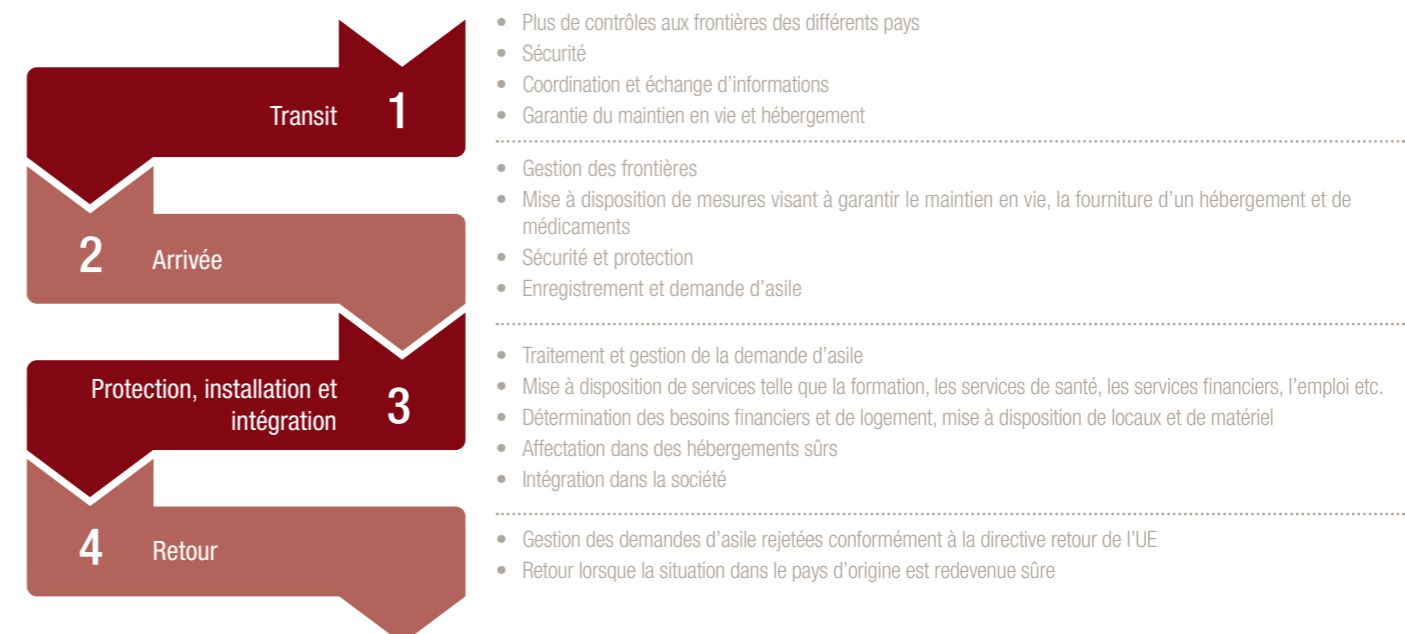 Transit
1
• Plus de contrôles aux frontières des différents pays
• Sécurité
• Coordination et échange d’informations
• Garantie du maintien en vie et hébergement
2
Arrivée
• Gestion des frontières
• Mise à disposition de mesures visant à garantir le maintien en vie, la fourniture d’un hébergement et de
médicaments
• Sécurité et protection
• Enregistrement et demande d’asile
Protection, installation et
intégration
3
• Traitement et gestion de la demande d’asile
• Mise à disposition de services telle que la formation, les services de santé, les services financiers, l’emploi etc.
• Détermination des besoins financiers et de logement, mise à disposition de locaux et de matériel
• Affectation dans des hébergements sûrs
• Intégration dans la société
4
Retour
• Gestion des demandes d’asile rejetées conformément à la directive retour de l’UE
• Retour lorsque la situation dans le pays d’origine est redevenue sûre